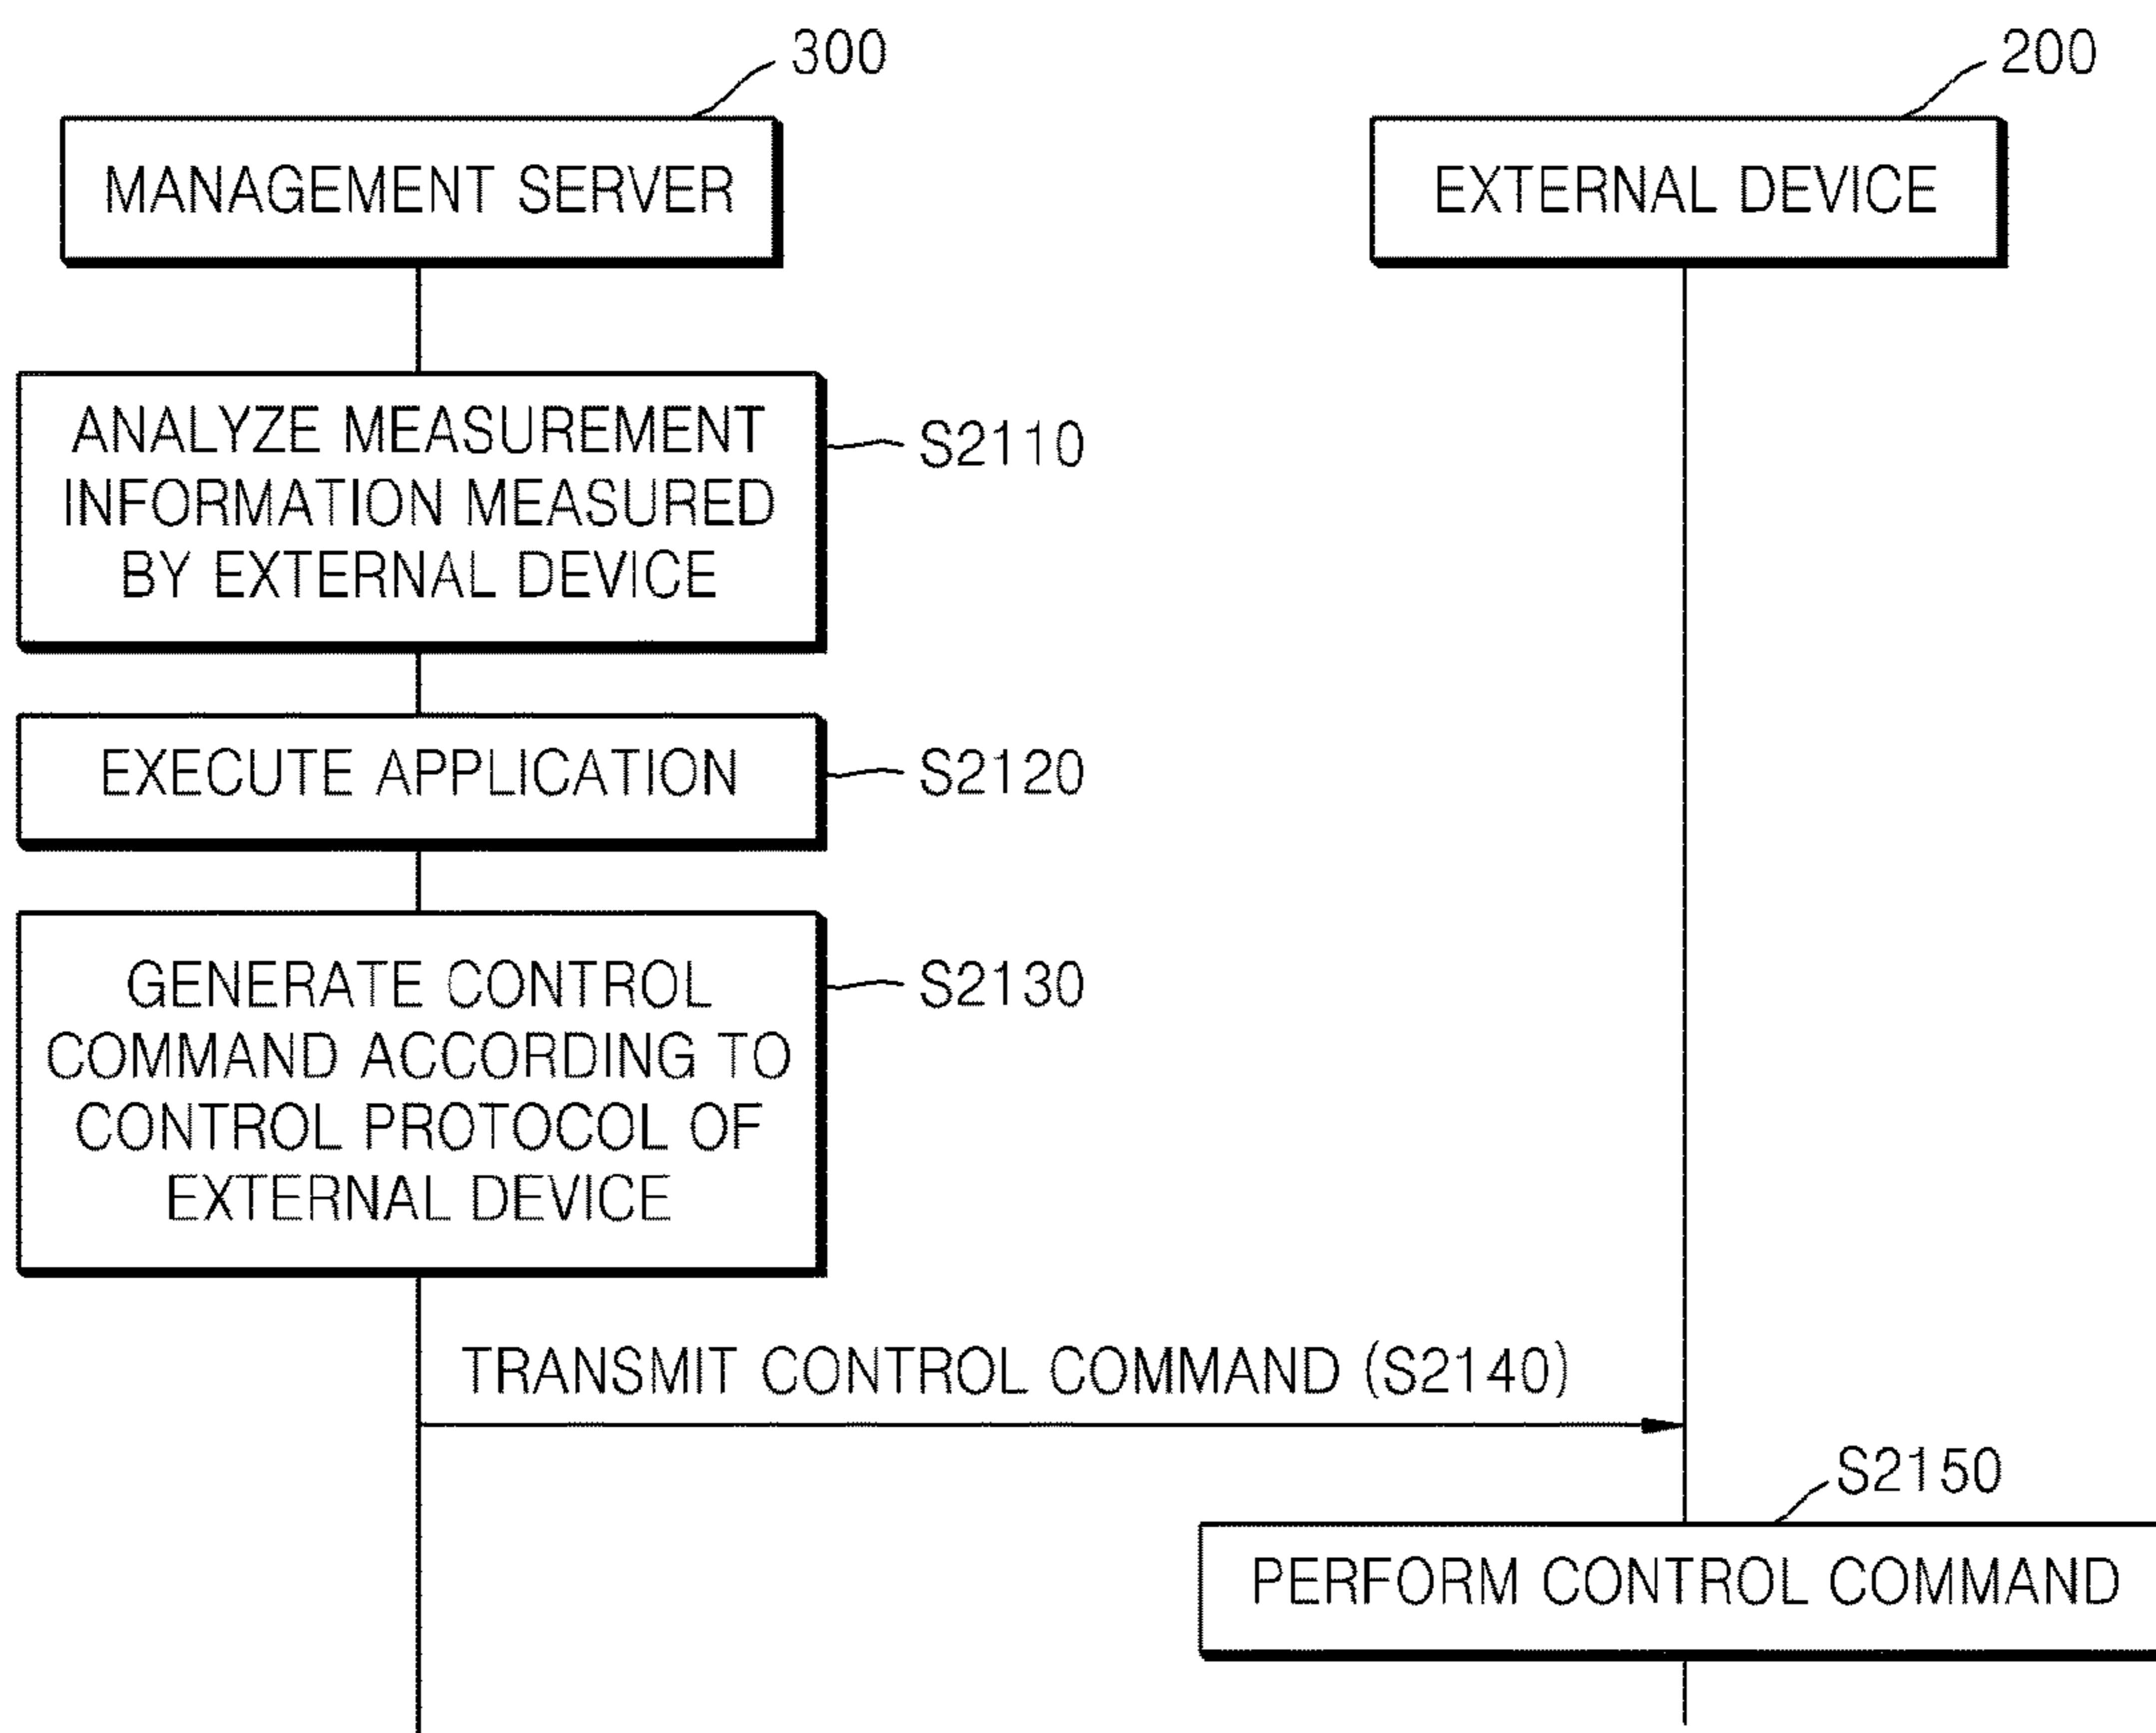 300
200
MANAGEMENT SERVER
EXTERNAL DEVICE
ANALYZE MEASUREMENT
INFORMATION MEASURED
BY EXTERNAL DEVICE
S2110
EXECUTE APPLICATION
S2120
GENERATE CONTROL
COMMAND ACCORDING TO
CONTROL PROTOCOL OF
EXTERNAL DEVICE
S2130
TRANSMIT CONTROL COMMAND (S2140)
S2150
PERFORM CONTROL COMMAND